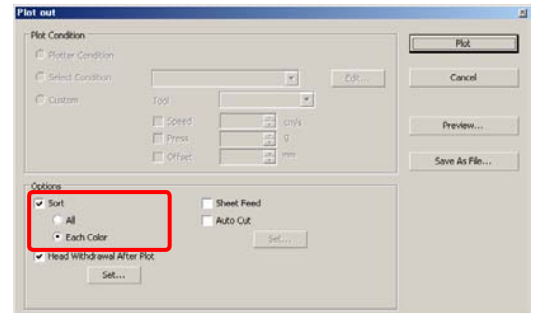 Plot out
Plot Condition
Plotter Condition
Select Condition
Edit...
Custom
Tool
Speed
cm/s
Press
g
Offset
mm
Plot
Cancel
Preview...
Save As File...
Options
Sort
All
Each Color
Head Withdrawal After Plot
Set...
Sheet Feed
Auto Cut
Set...